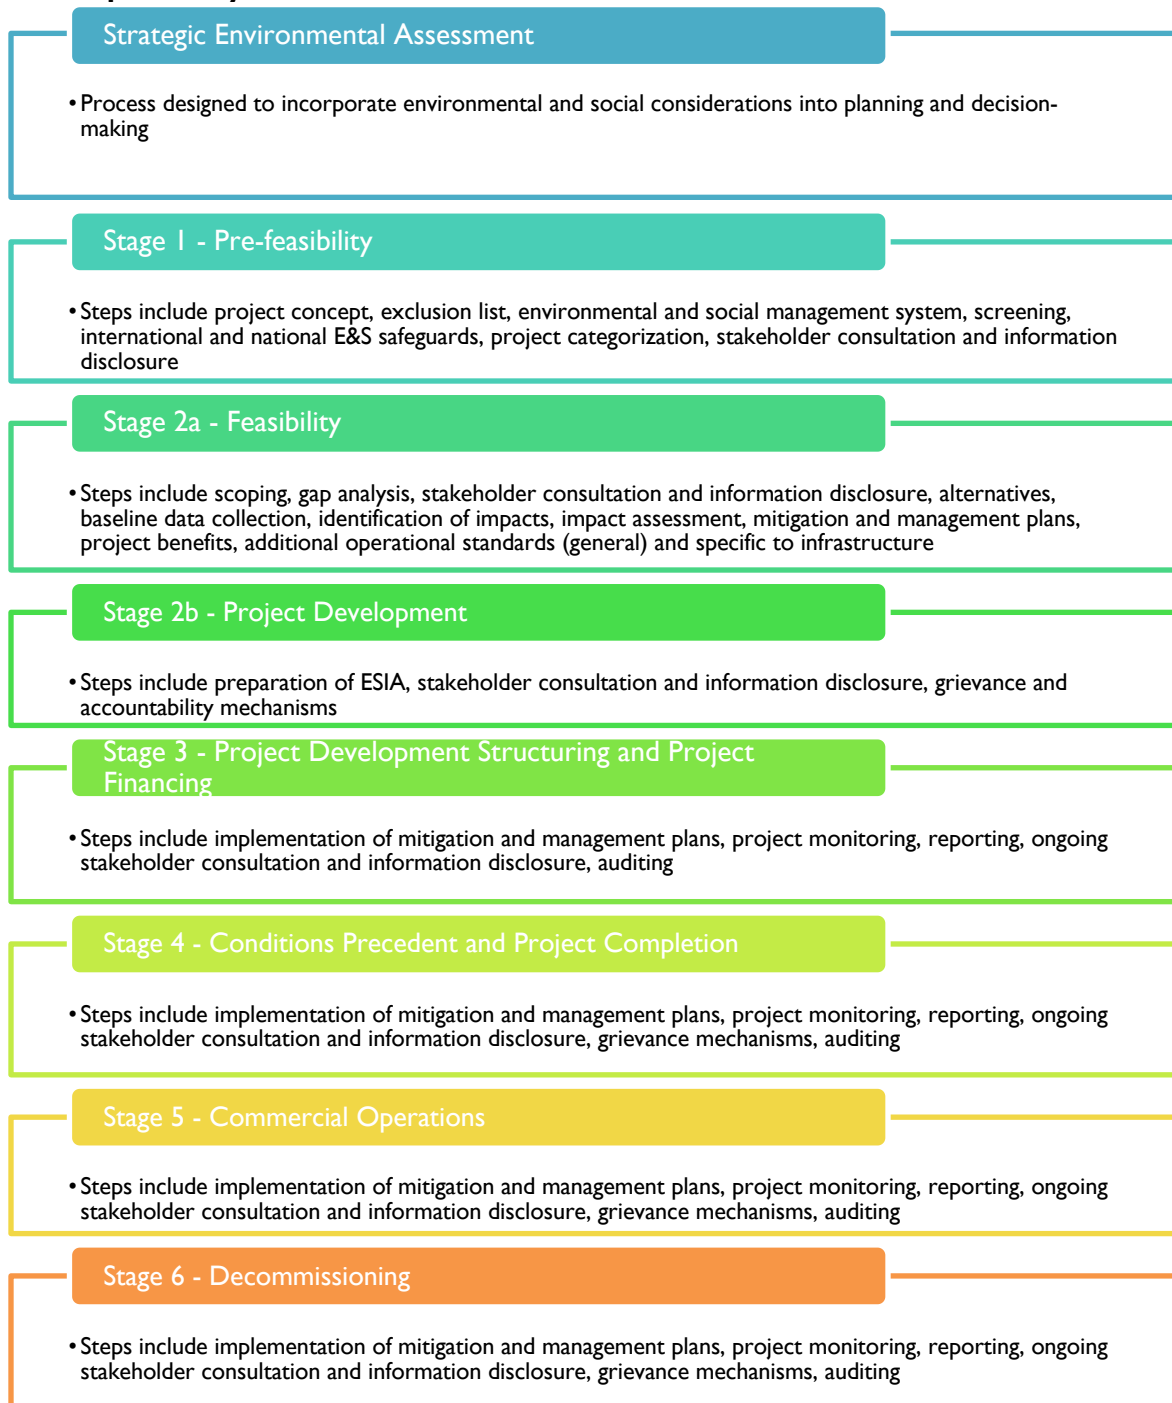 Strategic Environmental Assessment
• Process designed to incorporate environmental and social considerations into planning and decision-
making
Stage 1 - Pre-feasibility
• Steps include project concept, exclusion list, environmental and social management system, screening,
international and national E&S safeguards, project categorization, stakeholder consultation and information
disclosure
Stage 2a - Feasibility
• Steps include scoping, gap analysis, stakeholder consultation and information disclosure, alternatives,
baseline data collection, identification of impacts, impact assessment, mitigation and management plans,
project benefits, additional operational standards (general) and specific to infrastructure
Stage 2b - Project Development
• Steps include preparation of ESIA, stakeholder consultation and information disclosure, grievance and
accountability mechanisms
Stage 3 - Project Development Structuring and Project
Financing
• Steps include implementation of mitigation and management plans, project monitoring, reporting, ongoing
stakeholder consultation and information disclosure, auditing
Stage 4 - Conditions Precedent and Project Completion
• Steps include implementation of mitigation and management plans, project monitoring, reporting, ongoing
stakeholder consultation and information disclosure, grievance mechanisms, auditing
Stage 5 - Commercial Operations
• Steps include implementation of mitigation and management plans, project monitoring, reporting, ongoing
stakeholder consultation and information disclosure, grievance mechanisms, auditing
Stage 6 - Decommissioning
• Steps include implementation of mitigation and management plans, project monitoring, reporting, ongoing
stakeholder consultation and information disclosure, grievance mechanisms, auditing